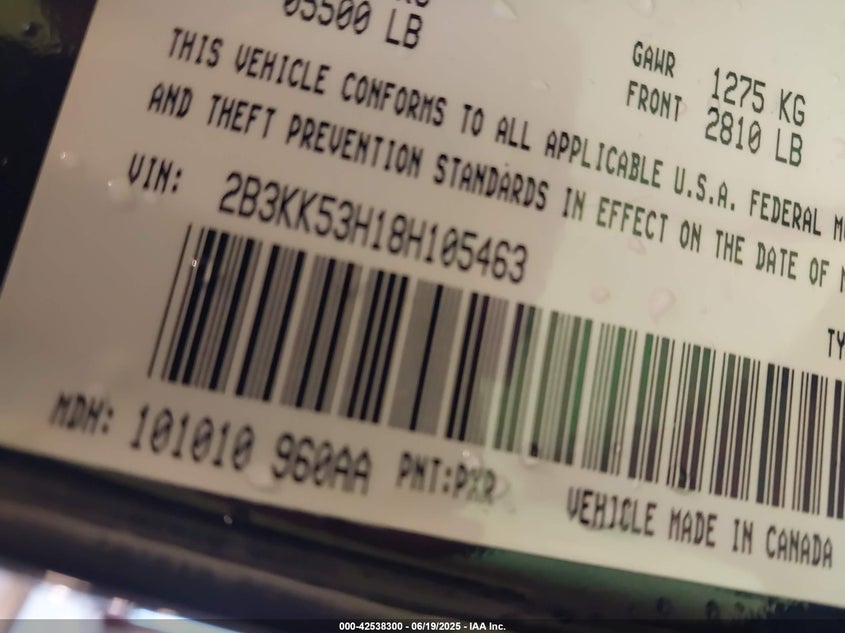 05500 LB
GAWR 1275 KG
FRONT 2810 LB
THIS VEHICLE CONFORMS TO ALL APPLICABLE U.S.A. FEDERAL
AND THEFT PREVENTION STANDARDS IN EFFECT ON THE DATE OF
VIN: 2B3KK53H18H105463
MDH: 101010 960AA PNT:PXR
VEHICLE MADE IN CANADA
000-42538300 - 06/19/2025 - IAA Inc.